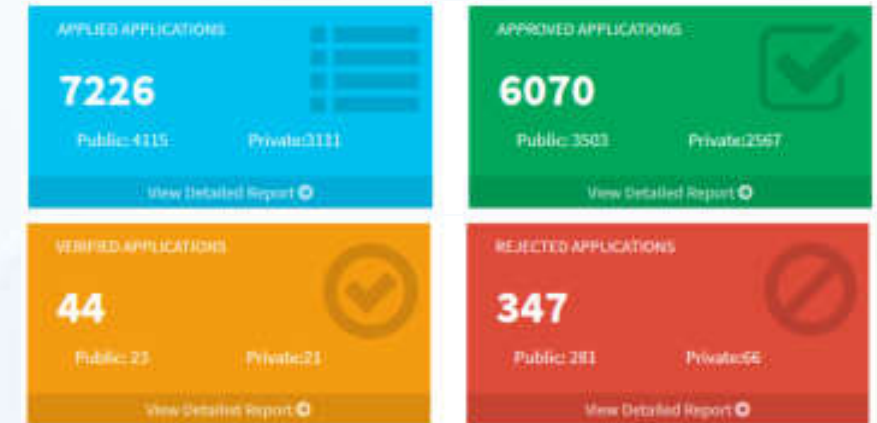 APPLIED APPLICATIONS
7226
Public: 4115 Private:3111
View Detailed Report
APPROVED APPLICATIONS
6070
Public: 3503 Private:2567
View Detailed Report
VERIFIED APPLICATIONS
44
Public: 23 Private:21
View Detailed Report
REJECTED APPLICATIONS
347
Public: 281 Private:66
View Detailed Report